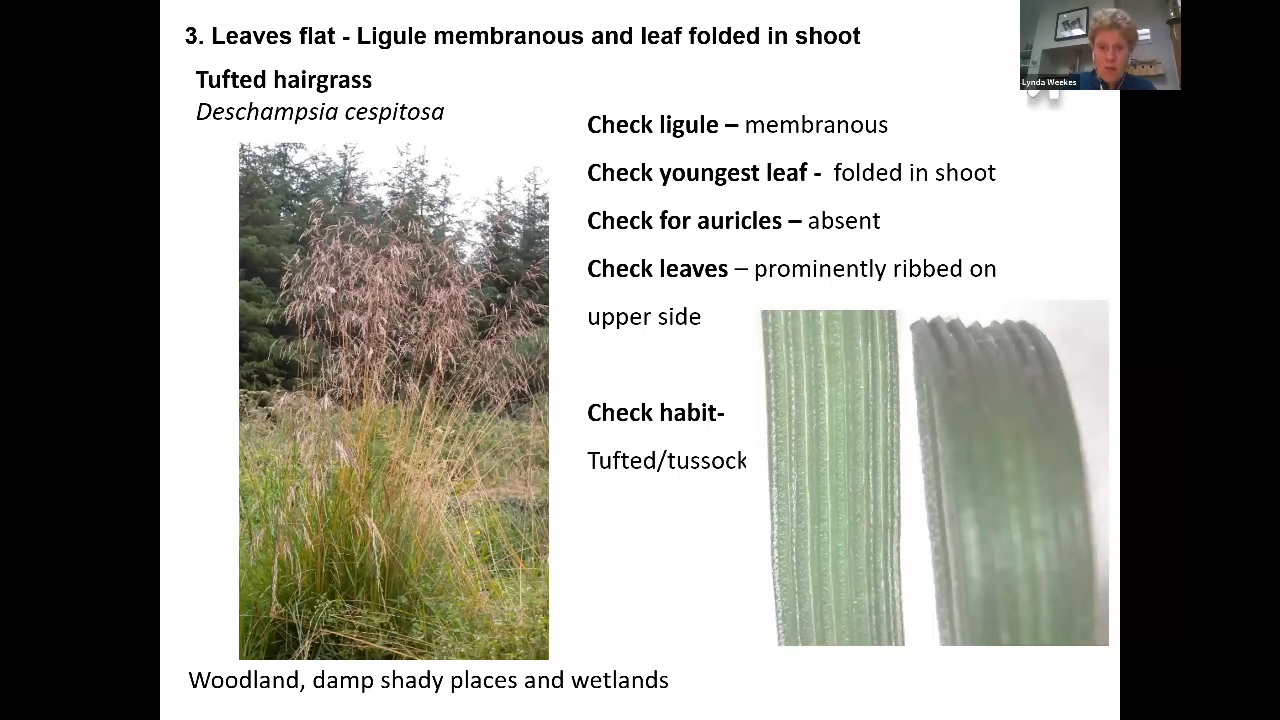 3. Leaves flat - Ligule membranous and leaf folded in shoot
Lynda Weekes
Tufted hairgrass
Deschampsia cespitosa
Check ligule – membranous
Check youngest leaf - folded in shoot
Check for auricles – absent
Check leaves – prominently ribbed on
upper side
Check habit-
Tufted/tussock
Woodland, damp shady places and wetlands